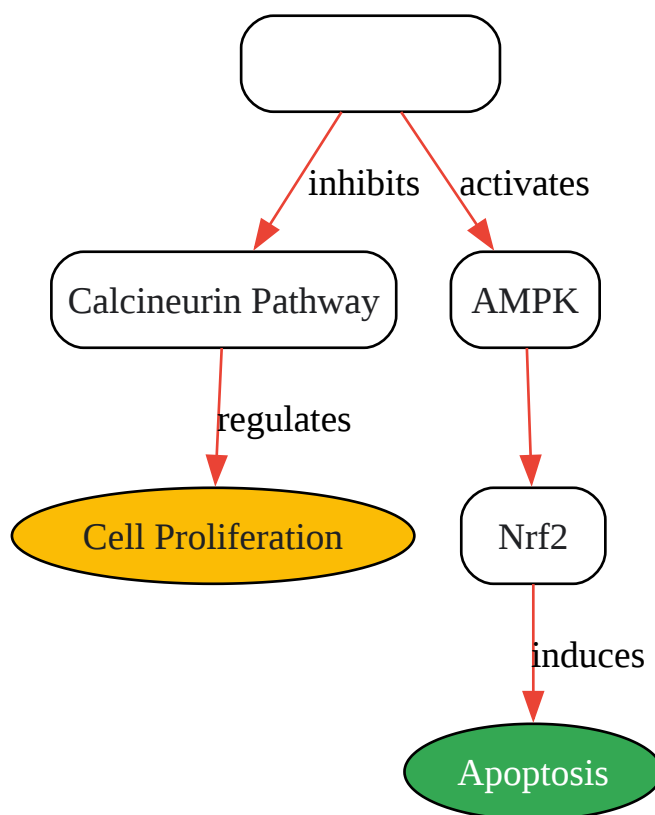 inhibits
activates
Calcineurin Pathway
AMPK
regulates
Cell Proliferation
Nrf2
induces
Apoptosis